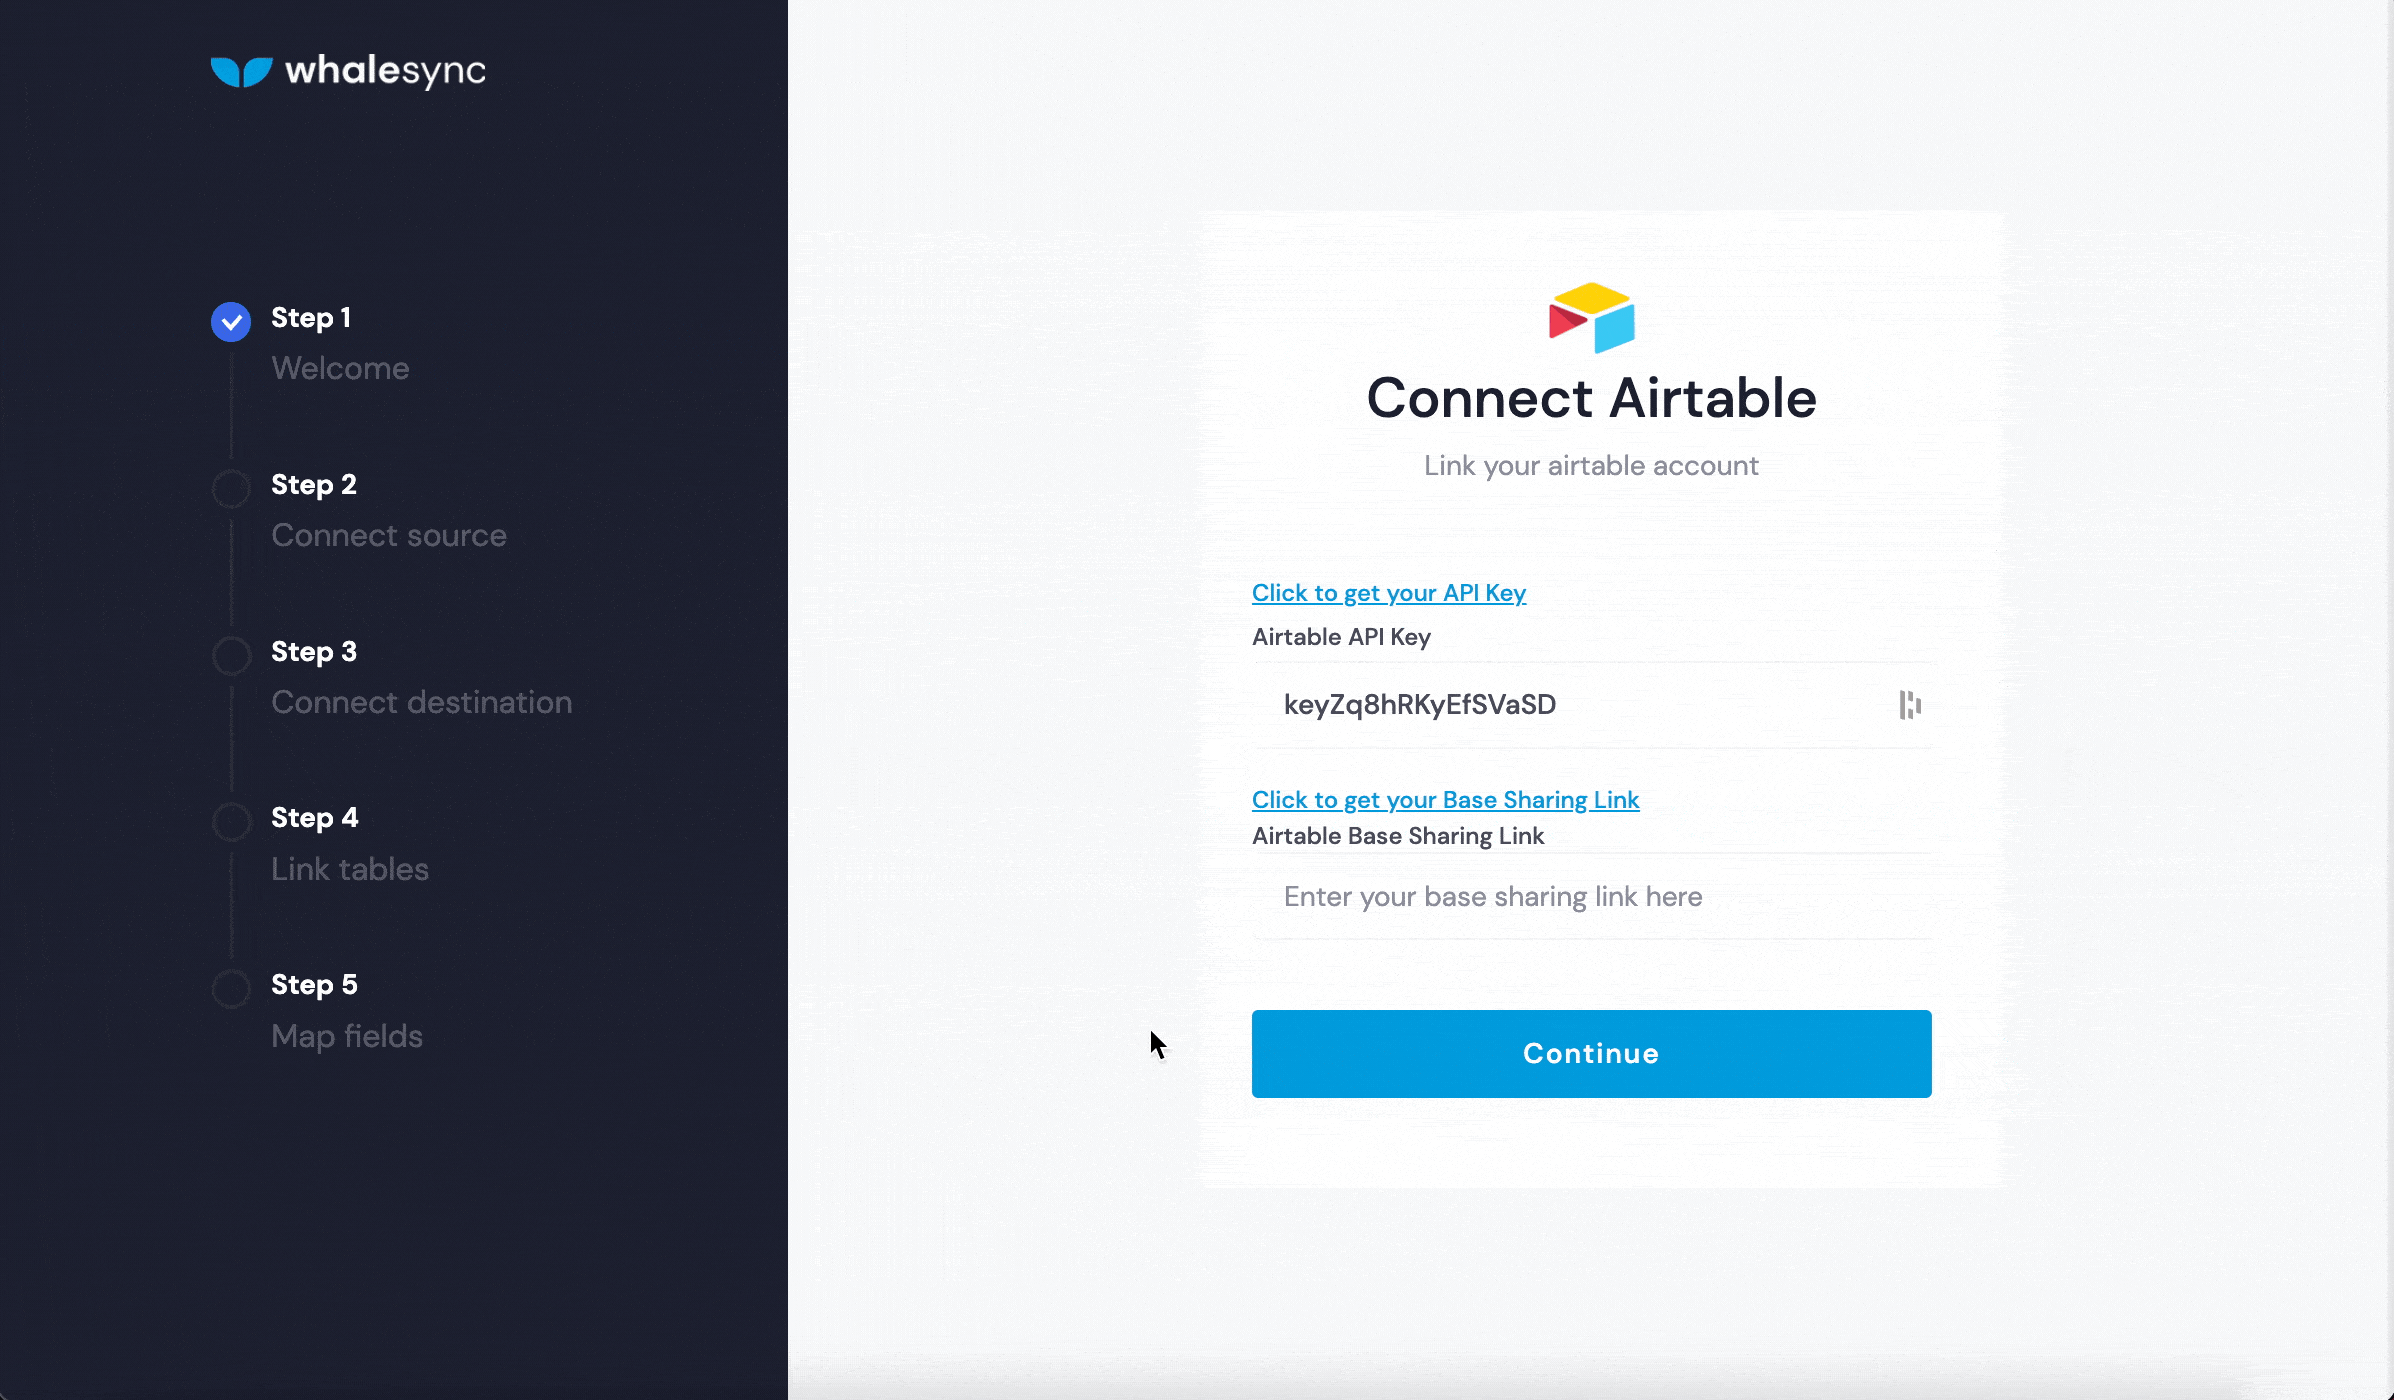 whalesync
Step 1
Welcome
Step 2
Connect source
Step 3
Connect destination
Step 4
Link tables
Step 5
Map fields
Connect Airtable
Link your airtable account
Click to get your API Key
Airtable API Key
keyZq8hRKyEfSVaSD
Click to get your Base Sharing Link
Airtable Base Sharing Link
Enter your base sharing link here
Continue